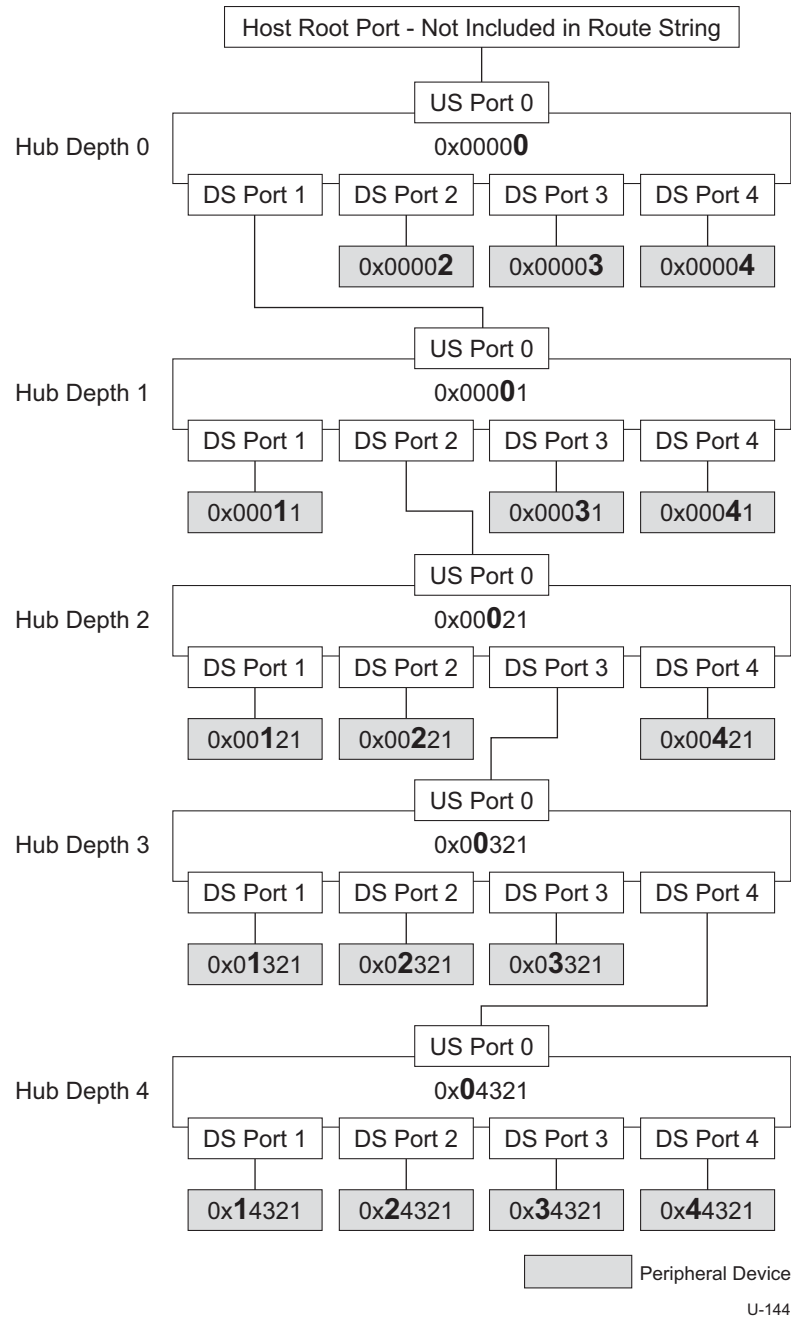 Host Root Port - Not Included in Route String
US Port 0
Hub Depth 0
0x00000
DS Port 1 DS Port 2 DS Port 3 DS Port 4
0x00002 0x00003 0x00004
US Port 0
Hub Depth 1
0x00001
DS Port 1 DS Port 2 DS Port 3 DS Port 4
0x00011 0x00031 0x00041
US Port 0
Hub Depth 2
0x00021
DS Port 1 DS Port 2 DS Port 3 DS Port 4
0x00121 0x00221 0x00421
US Port 0
Hub Depth 3
0x00321
DS Port 1 DS Port 2 DS Port 3 DS Port 4
0x01321 0x02321 0x03321
US Port 0
Hub Depth 4
0x04321
DS Port 1 DS Port 2 DS Port 3 DS Port 4
0x14321 0x24321 0x34321 0x44321
Peripheral Device
U-144